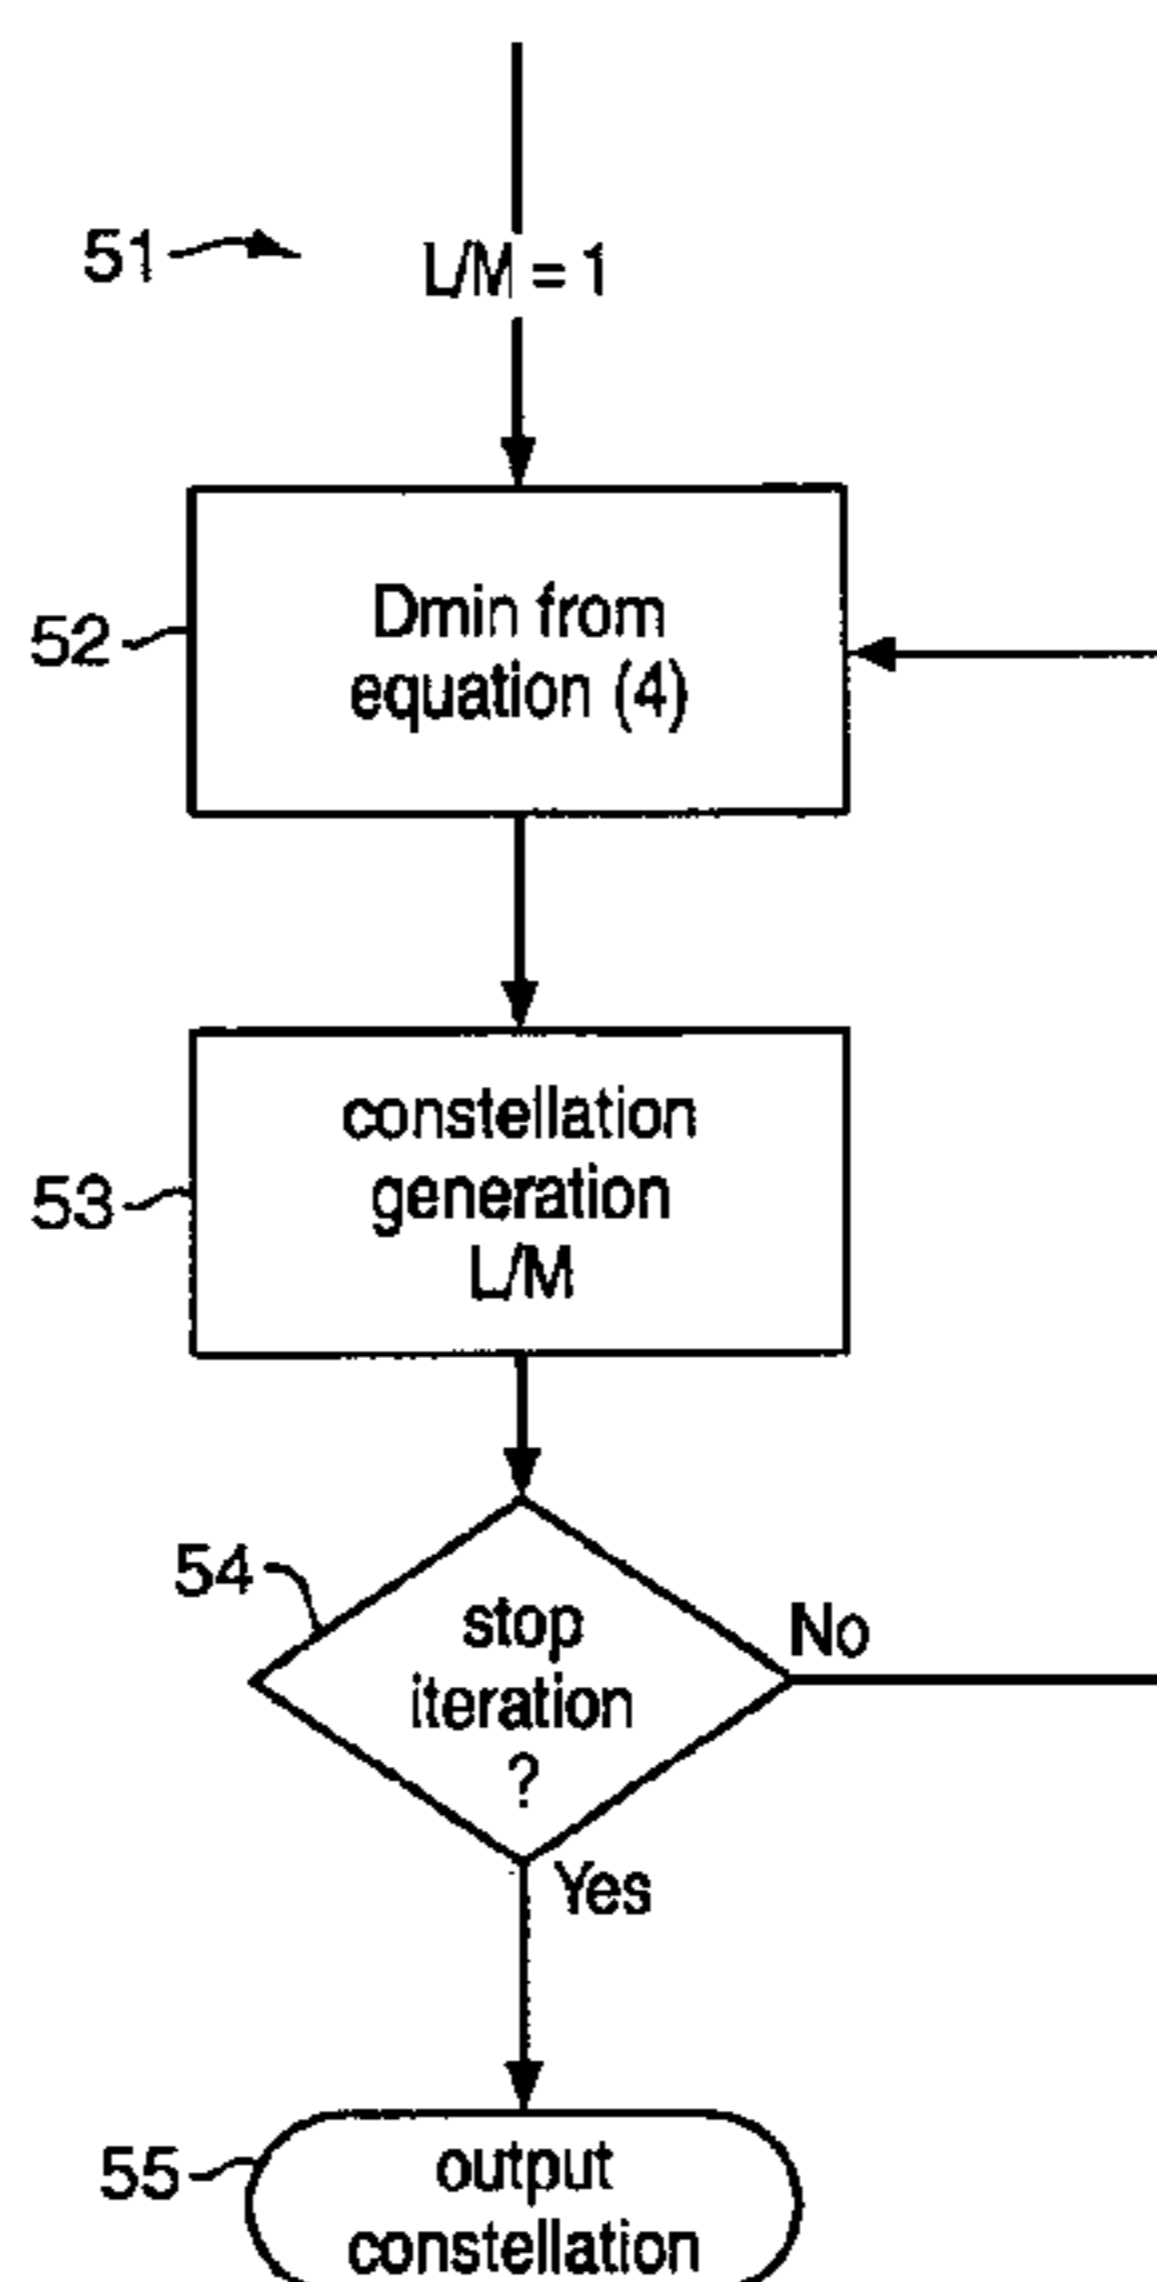 51
L/M = 1
52
Dmin from
equation (4)
53
constellation
generation
L/M
54
stop
iteration
?
No
Yes
55
output
constellation